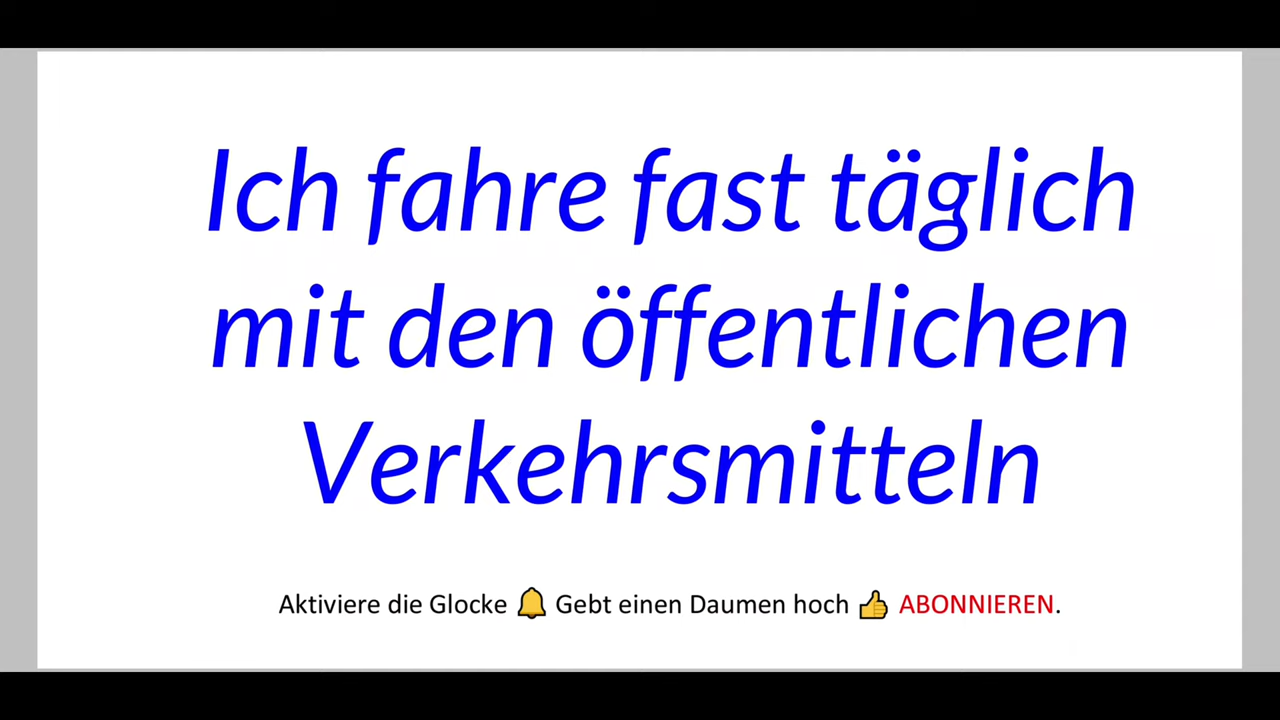 Ich fahre fast täglich
mit den öffentlichen
Verkehrsmitteln
Aktiviere die Glocke 🔔 Gebt einen Daumen hoch 👍 ABONNIEREN.